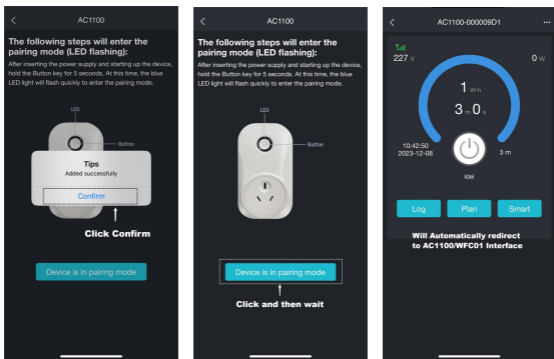 AC1100
The following steps will enter the
pairing mode (LED flashing):
After inserting the power supply and starting up the device,
hold the Button key for 5 seconds. At this time, the blue
LED light will flash quickly to enter the pairing mode.
LED
Button
Tips
Added successfully
Confirm
Click Confirm
Device is in pairing mode
AC1100
The following steps will enter the
pairing mode (LED flashing):
After inserting the power supply and starting up the device,
hold the Button key for 5 seconds. At this time, the blue
LED light will flash quickly to enter the pairing mode.
LED
Button
Device is in pairing mode
Click and then wait
AC1100-000009D1
227 V
0 W
1 W·h
3 m 0 s
10:42:50
2023-12-08
3 m
Idel
Log
Plan
Smart
Will Automatically redirect
to AC1100/WFC01 Interface